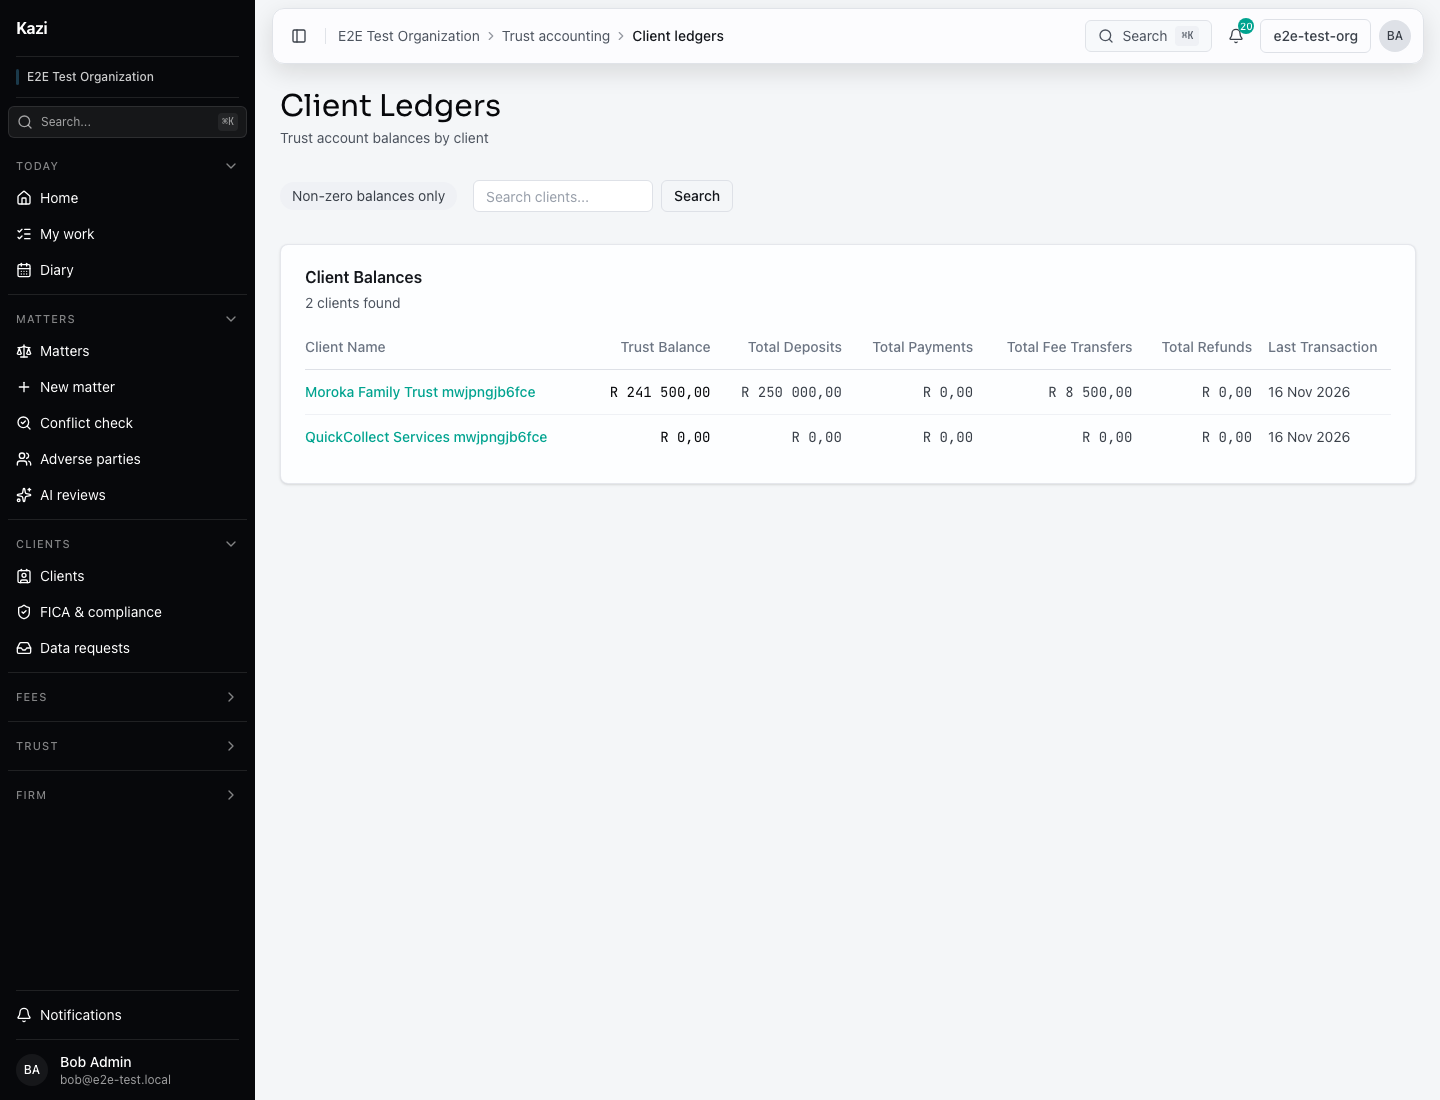 Kazi
E2E Test Organization
Search... ⌘K
TODAY
Home
My work
Diary
MATTERS
Matters
New matter
Conflict check
Adverse parties
AI reviews
CLIENTS
Clients
FICA & compliance
Data requests
FEES
TRUST
FIRM
Notifications
BA
Bob Admin
bob@e2e-test.local
E2E Test Organization > Trust accounting > Client ledgers
Search ⌘K
20
e2e-test-org
BA
Client Ledgers
Trust account balances by client
Non-zero balances only
Search clients...
Search
Client Balances
2 clients found
Client Name Trust Balance Total Deposits Total Payments Total Fee Transfers Total Refunds Last Transaction
Moroka Family Trust mwjpngjb6fce R 241 500,00 R 250 000,00 R 0,00 R 8 500,00 R 0,00 16 Nov 2026
QuickCollect Services mwjpngjb6fce R 0,00 R 0,00 R 0,00 R 0,00 R 0,00 16 Nov 2026